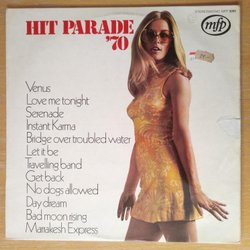 HIT PARADE
'70
mfp
Venus
Love me tonight
Serenade
Instant Karma
Bridge over troubled water
Let it be
Travelling band
Get back
No dogs allowed
Day dream
Bad moon rising
Marrakesh Express